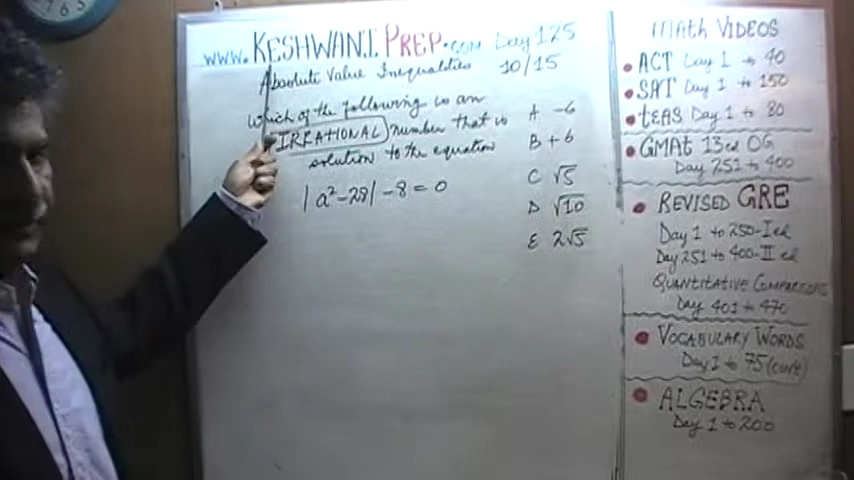 www.KESHWANI PREP.com Day 125
Absolute Value Inequalities 10/15
Which of the following is an
IRRATIONAL number that is
solution to the equation
|a²-28| -8 = 0
A -6
B +6
C √5
D √10
E 2√5
Math VIDEOS
ACT Day 1 to 40
SAT Day 1 to 150
tEAS Day 1 to 80
GMAt 13ed OG
Day 251 to 400
REVISED GRE
Day 1 to 250-I ed
Day 251 to 400-II ed
QUANTITATIVE COMPARISONS
Day 401 to 470
VOCABULARY WORDS
Day 1 to 75
ALGEBRA
Day 1 to 200